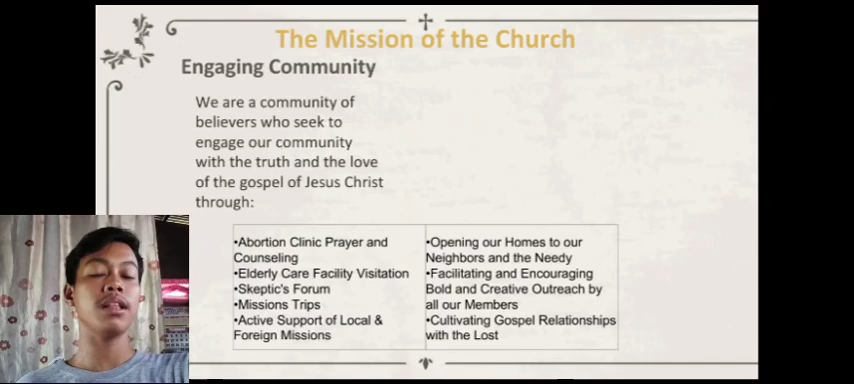 The Mission of the Church
Engaging Community
We are a community of
believers who seek to
engage our community
with the truth and the love
of the gospel of Jesus Christ
through:
•Abortion Clinic Prayer and
Counseling
•Elderly Care Facility Visitation
•Skeptic's Forum
•Missions Trips
•Active Support of Local &
Foreign Missions
•Opening our Homes to our
Neighbors and the Needy
•Facilitating and Encouraging
Bold and Creative Outreach by
all our Members
•Cultivating Gospel Relationships
with the Lost